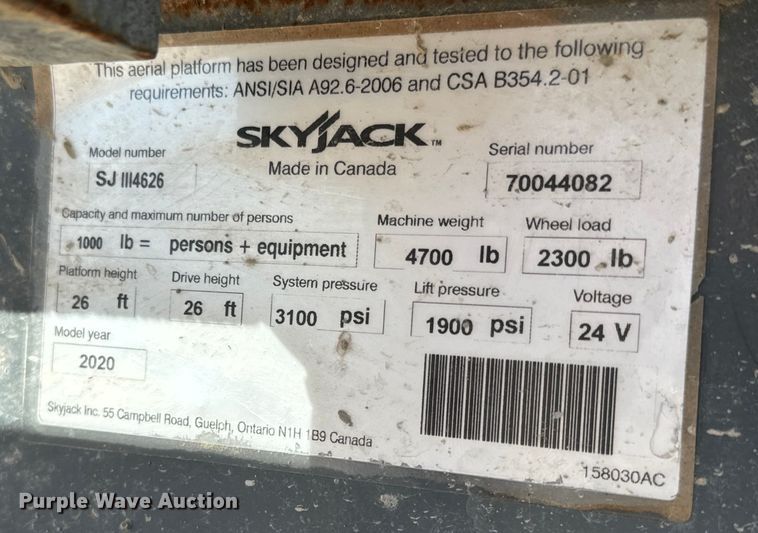 This aerial platform has been designed and tested to the following
requirements: ANSI/SIA A92.6-2006 and CSA B354.2-01
SKYJACK™
Made in Canada
Model number
SJ III4626
Serial number
70044082
Capacity and maximum number of persons
1000 lb = persons + equipment
Machine weight
4700 lb
Wheel load
2300 lb
Platform height
26 ft
Drive height
26 ft
System pressure
3100 psi
Lift pressure
1900 psi
Voltage
24 V
Model year
2020
Skyjack Inc. 55 Campbell Road, Guelph, Ontario N1H 1B9 Canada
158030AC
Purple Wave Auction